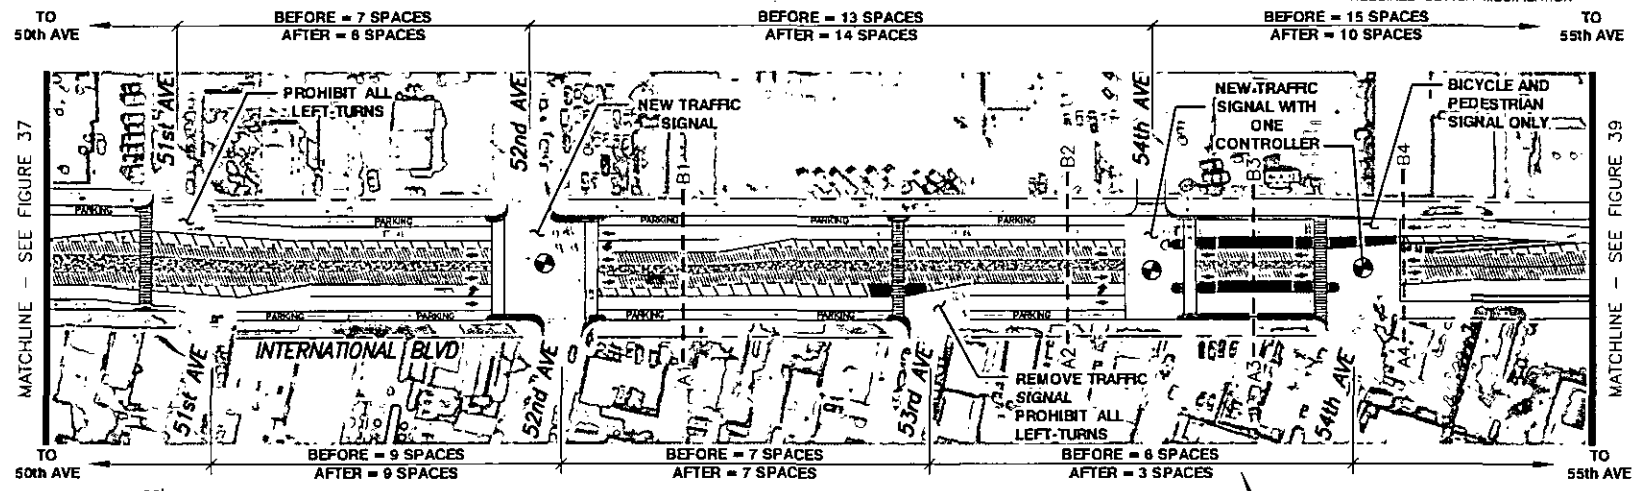 TO
50th AVE
BEFORE = 7 SPACES
AFTER = 6 SPACES
BEFORE = 13 SPACES
AFTER = 14 SPACES
BEFORE = 15 SPACES
AFTER = 10 SPACES
TO
55th AVE
MATCHLINE - SEE FIGURE 37
51st AVE
PROHIBIT ALL
LEFT-TURNS
52nd AVE
NEW TRAFFIC
SIGNAL
B1
B2
54th AVE
NEW TRAFFIC
SIGNAL WITH
ONE
CONTROLLER
B3
BICYCLE AND
PEDESTRIAN
SIGNAL ONLY
B4
MATCHLINE - SEE FIGURE 39
PARKING
PARKING
PARKING
PARKING
PARKING
PARKING
PARKING
PARKING
PARKING
PARKING
INTERNATIONAL BLVD
51st AVE
52nd AVE
53rd AVE
A2
REMOVE TRAFFIC
SIGNAL
PROHIBIT ALL
LEFT-TURNS
A3
54th AVE
A4
TO
50th AVE
BEFORE = 9 SPACES
AFTER = 9 SPACES
BEFORE = 7 SPACES
AFTER = 7 SPACES
BEFORE = 6 SPACES
AFTER = 3 SPACES
TO
55th AVE